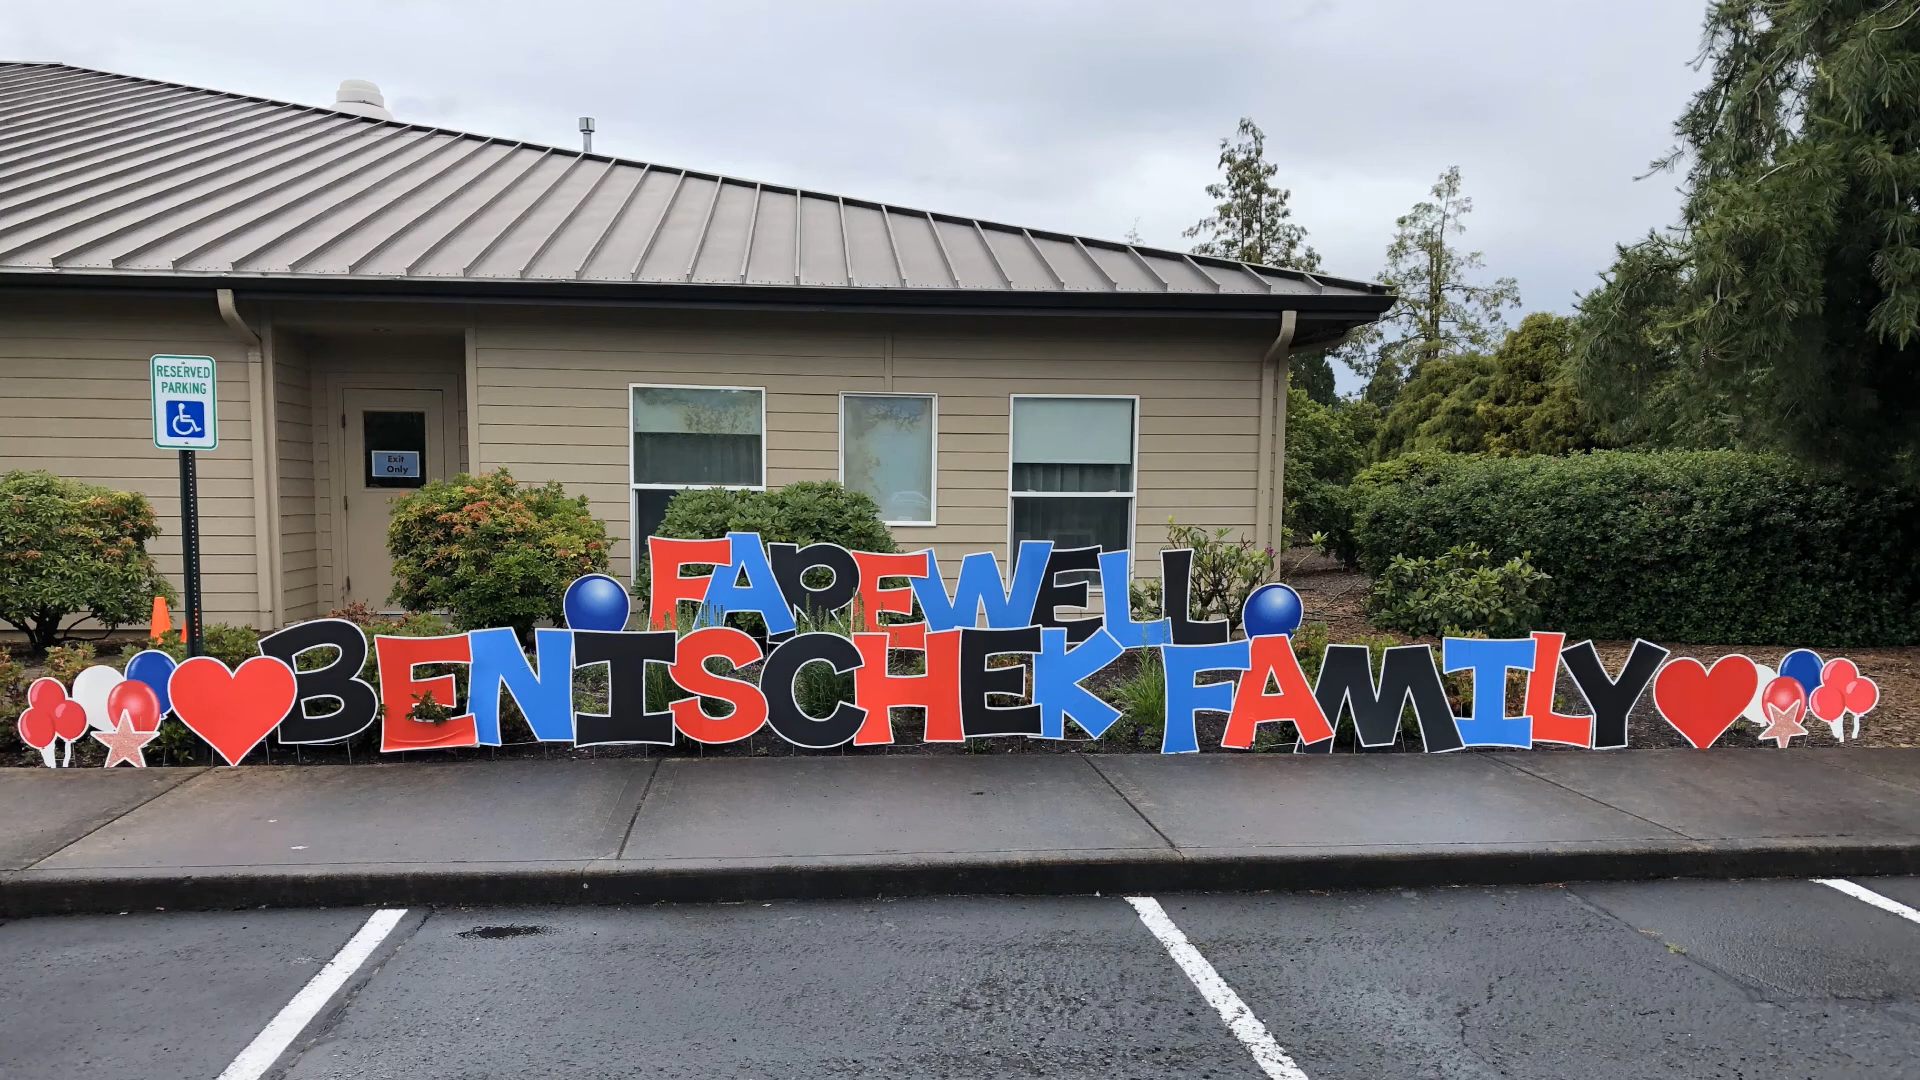 RESERVED
PARKING
Exit
Only
FAREWELL
BENISCHEK FAMILY